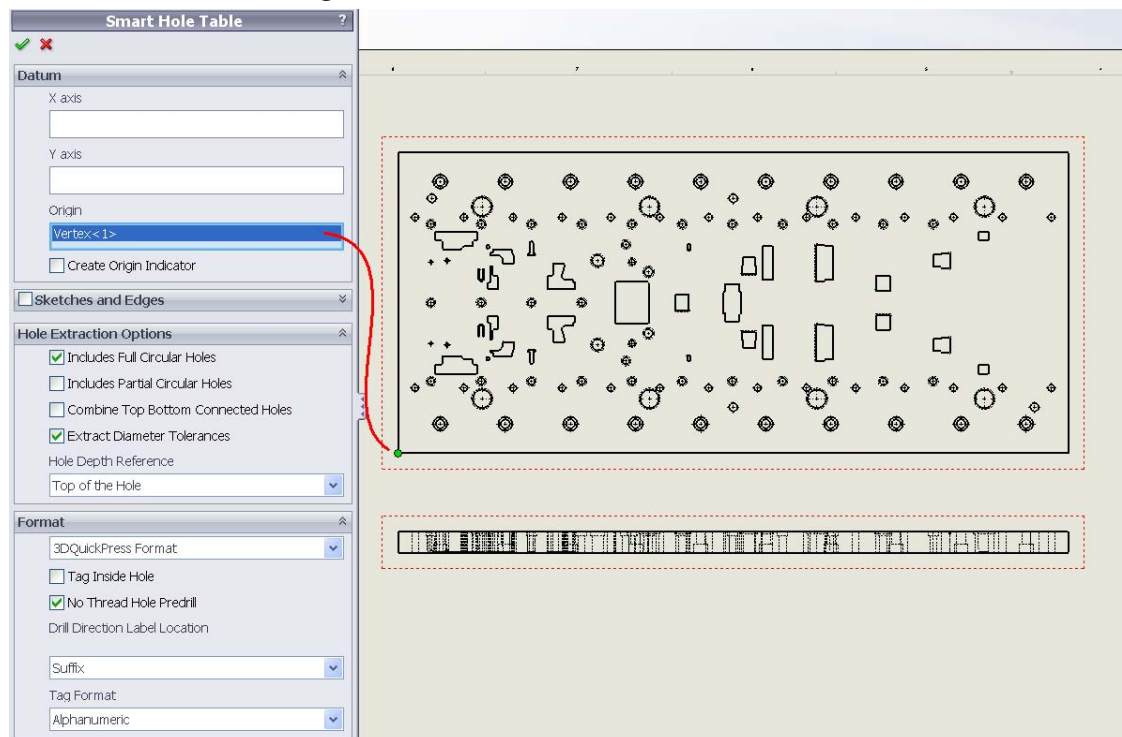 Smart Hole Table ?
Datum
X axis
Y axis
Origin
Vertex<1>
Create Origin Indicator
Sketches and Edges
Hole Extraction Options
Includes Full Circular Holes
Includes Partial Circular Holes
Combine Top Bottom Connected Holes
Extract Diameter Tolerances
Hole Depth Reference
Top of the Hole
Format
3DQuickPress Format
Tag Inside Hole
No Thread Hole Predrill
Drill Direction Label Location
Suffix
Tag Format
Alphanumeric